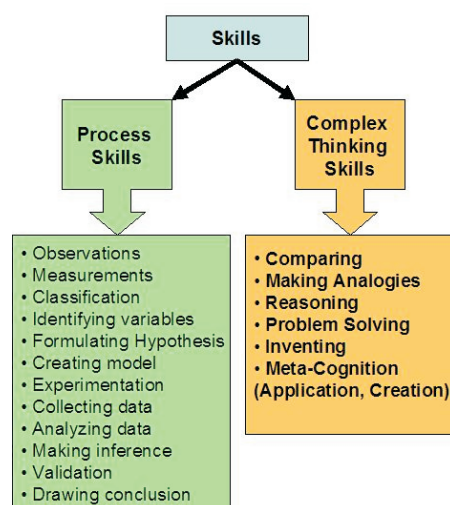 Skills
Process
Skills
Complex
Thinking
Skills
• Observations
• Measurements
• Classification
• Identifying variables
• Formulating Hypothesis
• Creating model
• Experimentation
• Collecting data
• Analyzing data
• Making inference
• Validation
• Drawing conclusion
• Comparing
• Making Analogies
• Reasoning
• Problem Solving
• Inventing
• Meta-Cognition
(Application, Creation)